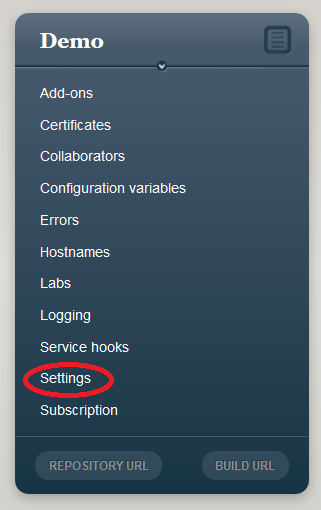 Demo
Add-ons
Certificates
Collaborators
Configuration variables
Errors
Hostnames
Labs
Logging
Service hooks
Settings
Subscription
REPOSITORY URL
BUILD URL